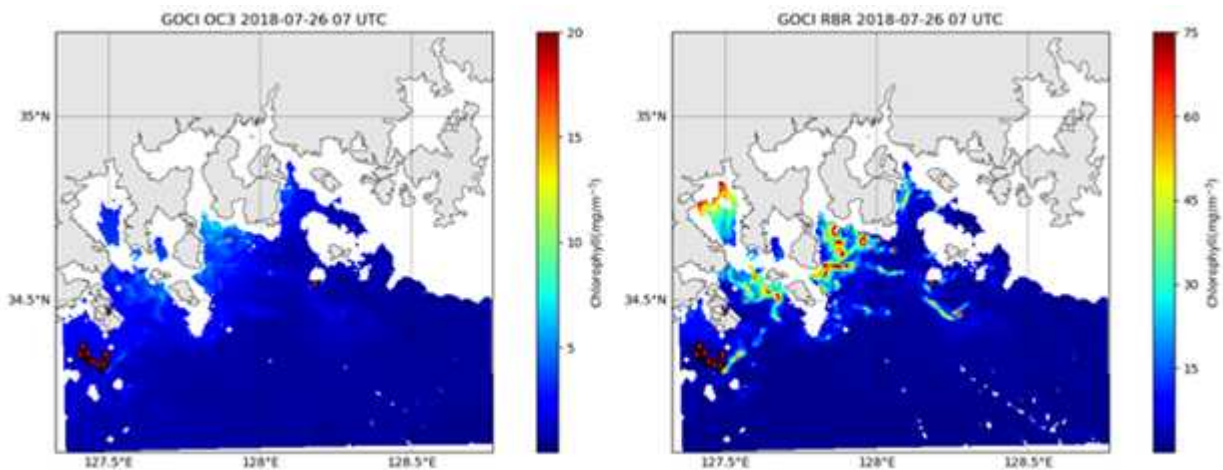 GOCI OC3 2018-07-26 07 UTC
20
15
10
5
Chlorophyll(mg/m⁻³)
35°N
34.5°N
127.5°E
128°E
128.5°E
GOCI RBR 2018-07-26 07 UTC
75
60
45
30
15
Chlorophyll(mg/m⁻³)
35°N
34.5°N
127.5°E
128°E
128.5°E